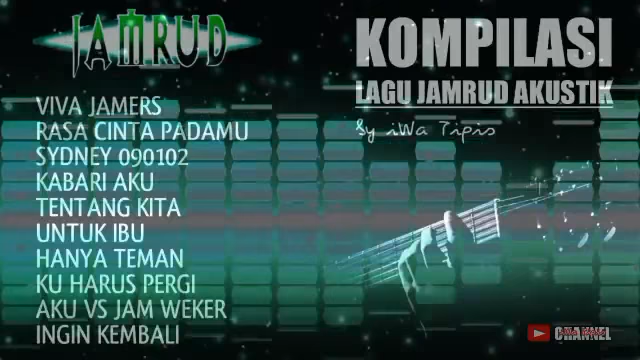 JAMRUD
KOMPILASI
LAGU JAMRUD AKUSTIK
By iWa Tipis
VIVA JAMERS
RASA CINTA PADAMU
SYDNEY 090102
KABARI AKU
TENTANG KITA
UNTUK IBU
HANYA TEMAN
KU HARUS PERGI
AKU VS JAM WEKER
INGIN KEMBALI
CHANNEL